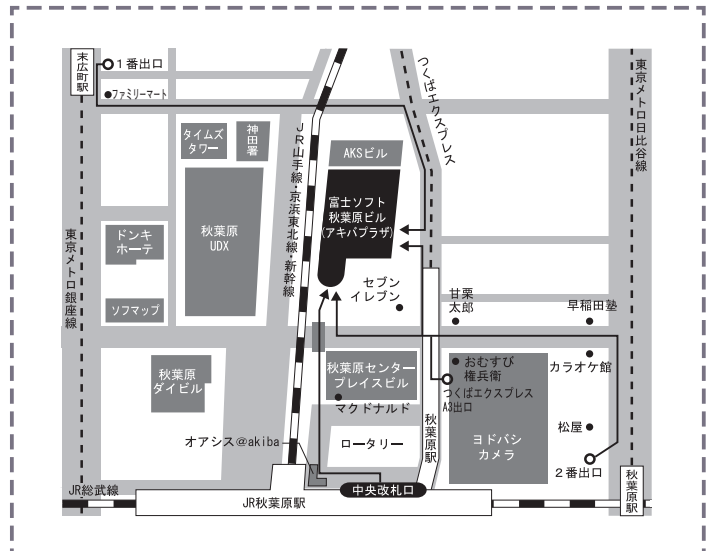 末広町駅
1番出口
ファミリーマート
つくばエクスプレス
東京メトロ日比谷線
タイムズ
タワー
神田署
JR山手線・京浜東北線・新幹線
AKSビル
富士ソフト
秋葉原ビル
(アキバプラザ)
ドンキ
ホーテ
秋葉原
UDX
東京メトロ銀座線
ソフマップ
セブン
イレブン
甘栗
太郎
早稲田塾
秋葉原
ダイビル
秋葉原センター
プレイスビル
マクドナルド
おむすび
権兵衛
カラオケ館
つくばエクスプレス
A3出口
秋葉原駅
オアシス@akiba
ロータリー
ヨドバシ
カメラ
松屋
2番出口
秋葉原駅
JR総武線
中央改札口
JR秋葉原駅